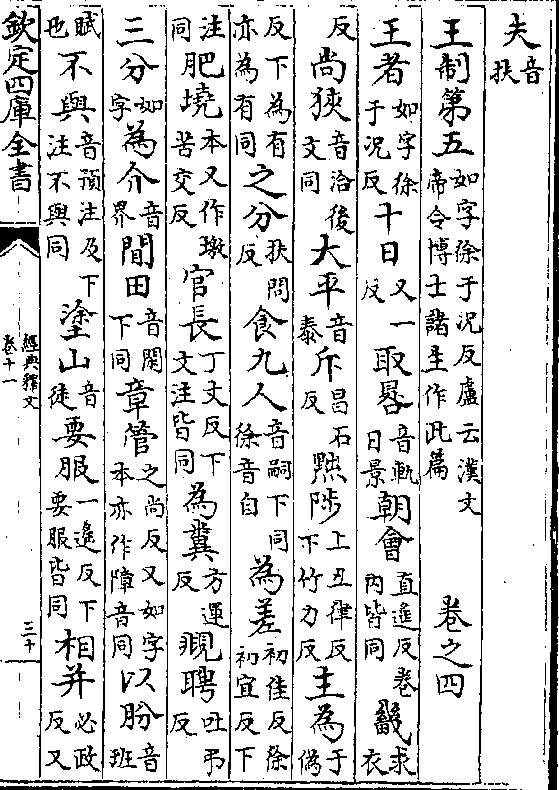 夫音扶
王制第五如字徐于況反盧云漢文帝令博士諸生作此篇 卷之四
王者如字徐于況反十日又一反取晷音軌日景朝會直遙反卷內皆同畿求衣
反尚狹音洽後文同大平音泰斥昌石反黜陟上丑律反下竹力反主為于偽
反下為有亦為有同之分扶問反食九人音嗣下同徐音自為差初佳反徐初宜反下
注同肥墝本又作墩苦交反官長丁丈反下文注皆同為糞方運反覜聘吐弔反
三分如字為介音界間田音閑下同章管之尚反又如字本亦作障音同以朌音班
賦也不與音預注及下注不與同塗山音徒要服一遙反下要服皆同相并必政反又
欽定四庫全書
經典釋文
卷十一
三十